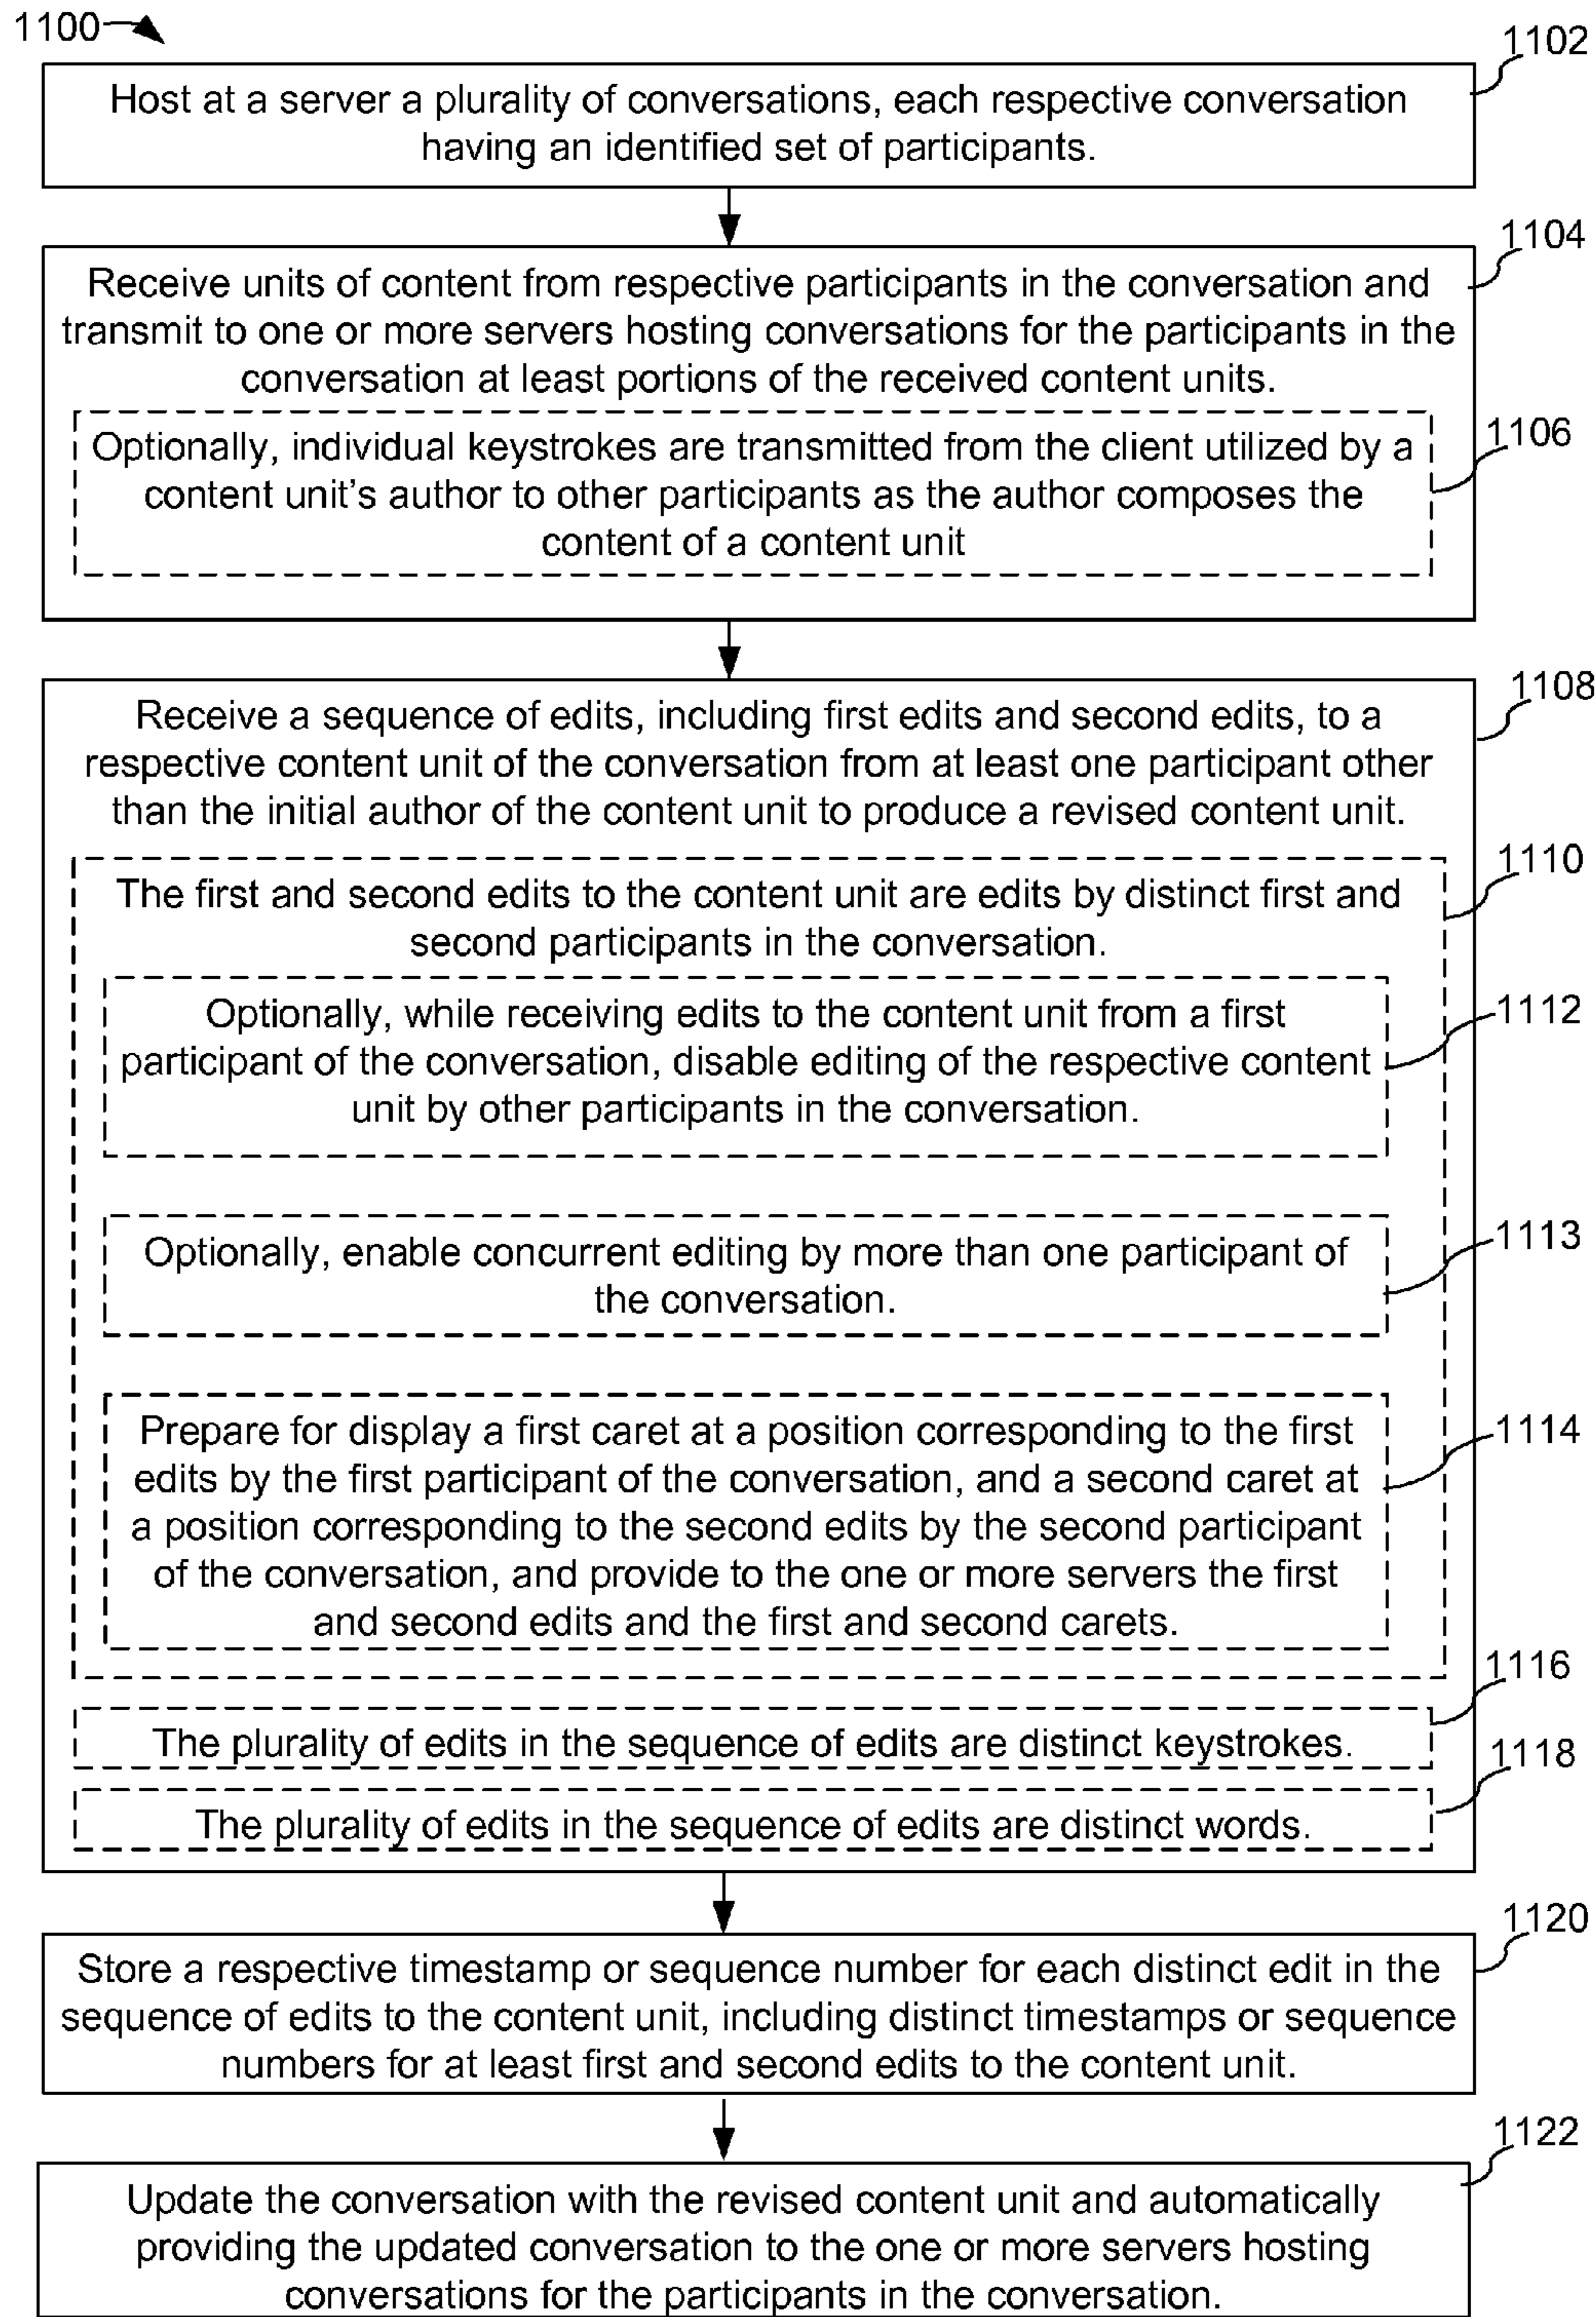 1100
1102
Host at a server a plurality of conversations, each respective conversation
having an identified set of participants.
1104
Receive units of content from respective participants in the conversation and
transmit to one or more servers hosting conversations for the participants in the
conversation at least portions of the received content units.
1106
Optionally, individual keystrokes are transmitted from the client utilized by a
content unit's author to other participants as the author composes the
content of a content unit
1108
Receive a sequence of edits, including first edits and second edits, to a
respective content unit of the conversation from at least one participant other
than the initial author of the content unit to produce a revised content unit.
1110
The first and second edits to the content unit are edits by distinct first and
second participants in the conversation.
1112
Optionally, while receiving edits to the content unit from a first
participant of the conversation, disable editing of the respective content
unit by other participants in the conversation.
1113
Optionally, enable concurrent editing by more than one participant of
the conversation.
1114
Prepare for display a first caret at a position corresponding to the first
edits by the first participant of the conversation, and a second caret at
a position corresponding to the second edits by the second participant
of the conversation, and provide to the one or more servers the first
and second edits and the first and second carets.
1116
The plurality of edits in the sequence of edits are distinct keystrokes.
1118
The plurality of edits in the sequence of edits are distinct words.
1120
Store a respective timestamp or sequence number for each distinct edit in the
sequence of edits to the content unit, including distinct timestamps or sequence
numbers for at least first and second edits to the content unit.
1122
Update the conversation with the revised content unit and automatically
providing the updated conversation to the one or more servers hosting
conversations for the participants in the conversation.